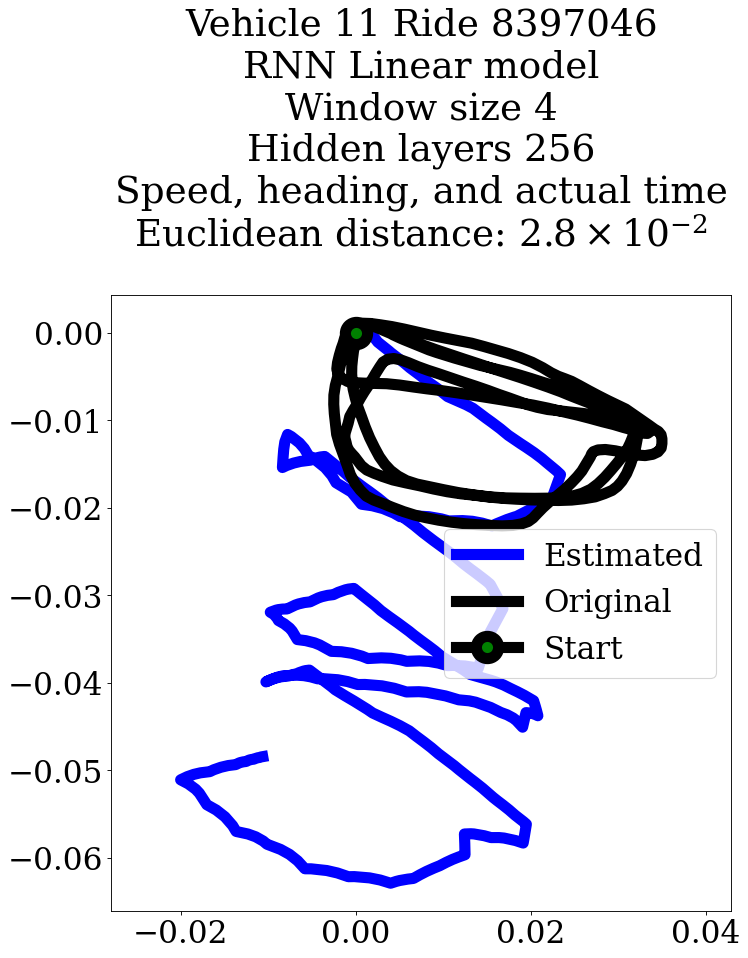 Vehicle 11 Ride 8397046
RNN Linear model
Window size 4
Hidden layers 256
Speed, heading, and actual time
Euclidean distance: 2.8 × 10⁻²
0.00
−0.01
−0.02
−0.03
−0.04
−0.05
−0.06
Estimated
Original
Start
−0.02 0.00 0.02 0.04